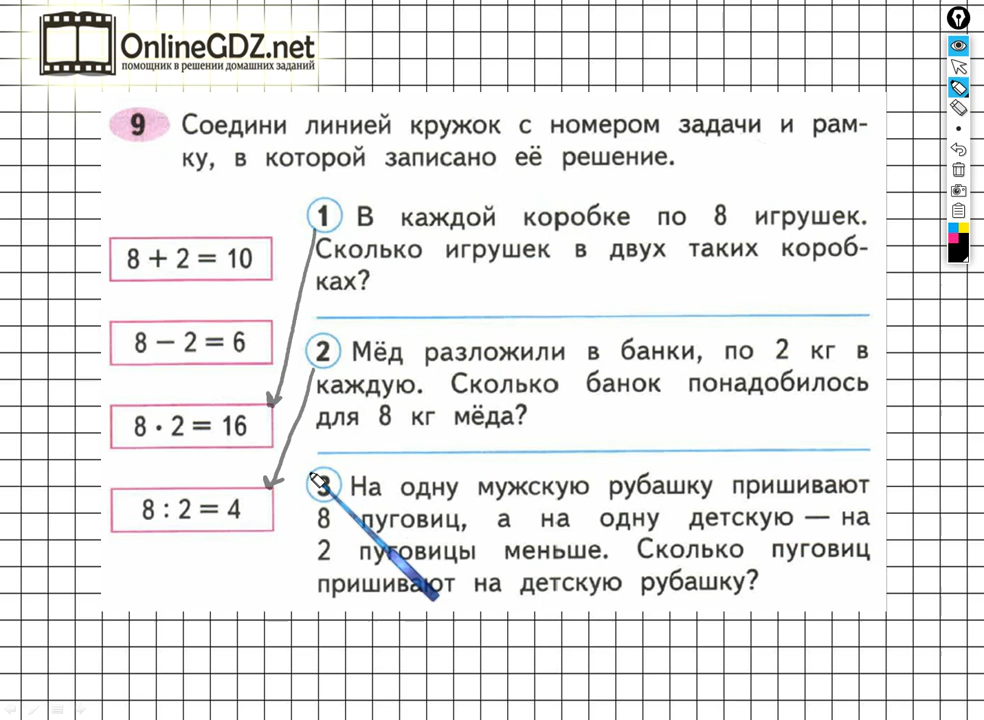 OnlineGDZ.net
помощник в решении домашних заданий
9 Соедини линией кружок с номером задачи и рам-
ку, в которой записано её решение.
8 + 2 = 10
8 − 2 = 6
8 · 2 = 16
8 : 2 = 4
1 В каждой коробке по 8 игрушек.
Сколько игрушек в двух таких короб-
ках?
2 Мёд разложили в банки, по 2 кг в
каждую. Сколько банок понадобилось
для 8 кг мёда?
3 На одну мужскую рубашку пришивают
8 пуговиц, а на одну детскую — на
2 пуговицы меньше. Сколько пуговиц
пришивают на детскую рубашку?